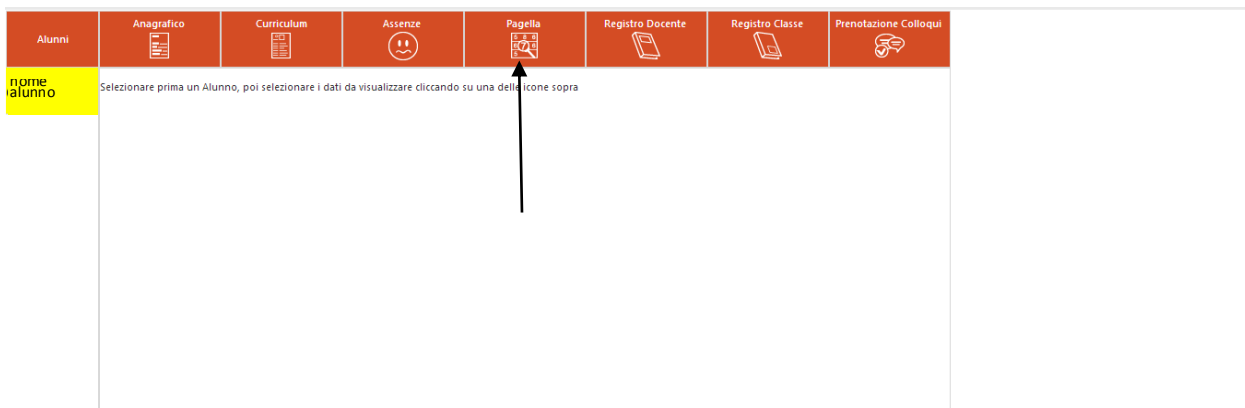 Alunni
Anagrafico
Curriculum
Assenze
Pagella
Registro Docente
Registro Classe
Prenotazione Colloqui
nome
alunno
Selezionare prima un Alunno, poi selezionare i dati da visualizzare cliccando su una delle icone sopra